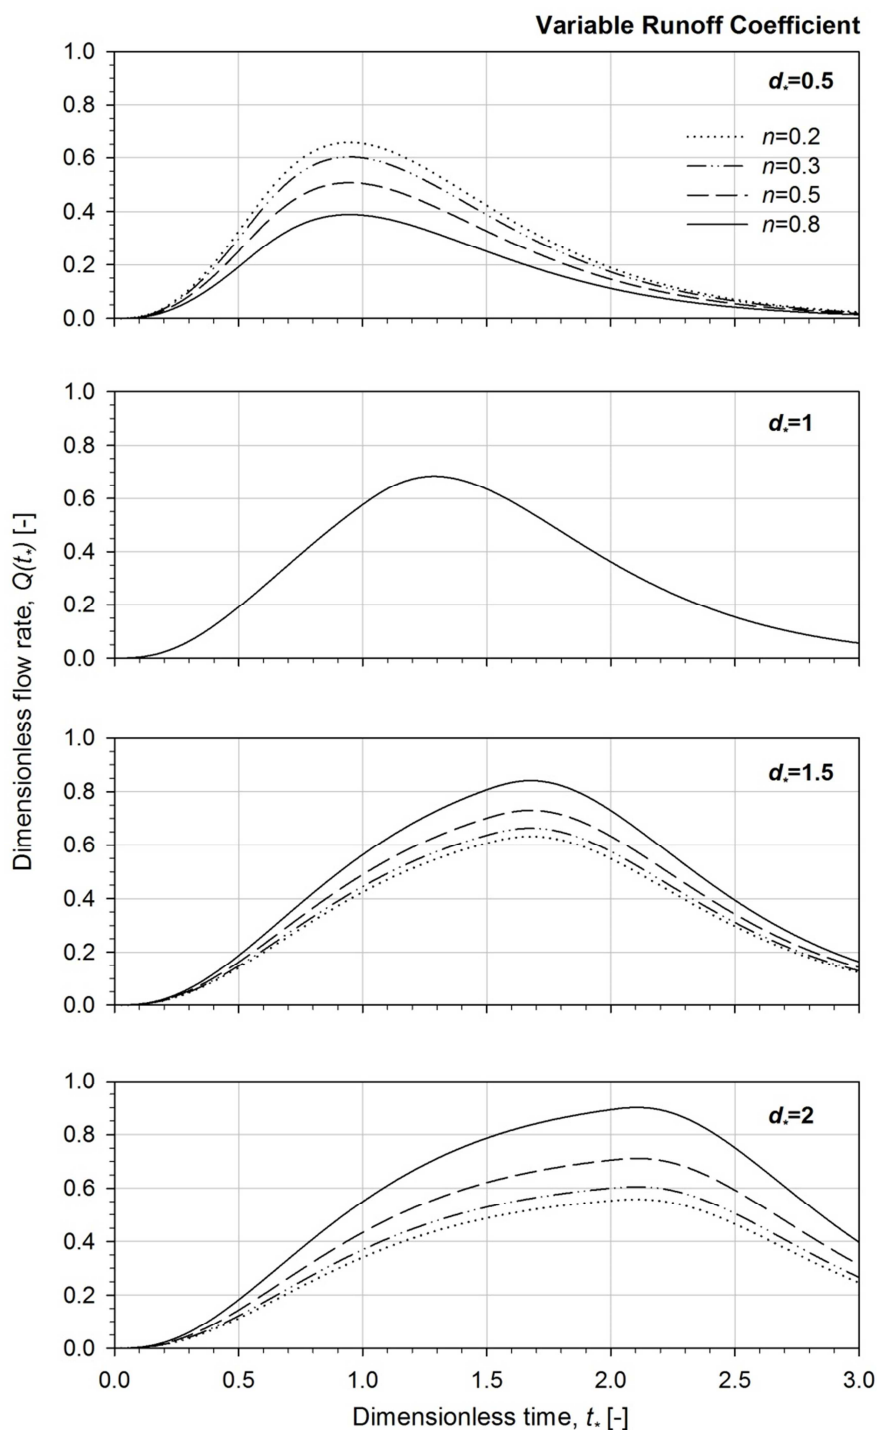 Variable Runoff Coefficient
1.0
d*=0.5
0.8
n=0.2
0.6
n=0.3
n=0.5
0.4
n=0.8
0.2
0.0
1.0
d*=1
0.8
0.6
0.4
0.2
0.0
Dimensionless flow rate, Q(t*) [-]
1.0
d*=1.5
0.8
0.6
0.4
0.2
0.0
1.0
d*=2
0.8
0.6
0.4
0.2
0.0
0.0 0.5 1.0 1.5 2.0 2.5 3.0
Dimensionless time, t* [-]